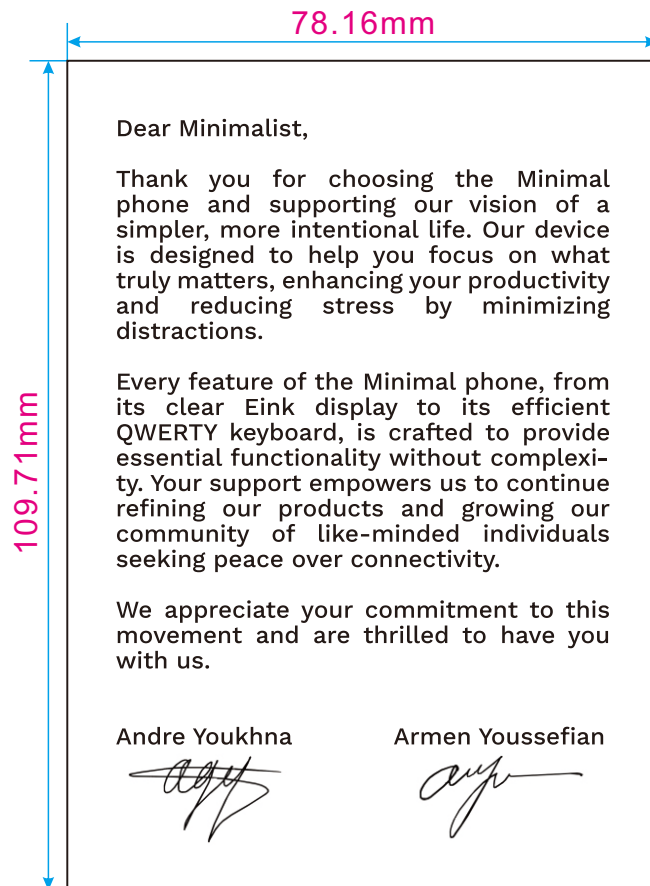 78.16mm
109.71mm
Dear Minimalist,
Thank you for choosing the Minimal
phone and supporting our vision of a
simpler, more intentional life. Our device
is designed to help you focus on what
truly matters, enhancing your productivity
and reducing stress by minimizing
distractions.
Every feature of the Minimal phone, from
its clear Eink display to its efficient
QWERTY keyboard, is crafted to provide
essential functionality without complexi-
ty. Your support empowers us to continue
refining our products and growing our
community of like-minded individuals
seeking peace over connectivity.
We appreciate your commitment to this
movement and are thrilled to have you
with us.
Andre Youkhna Armen Youssefian